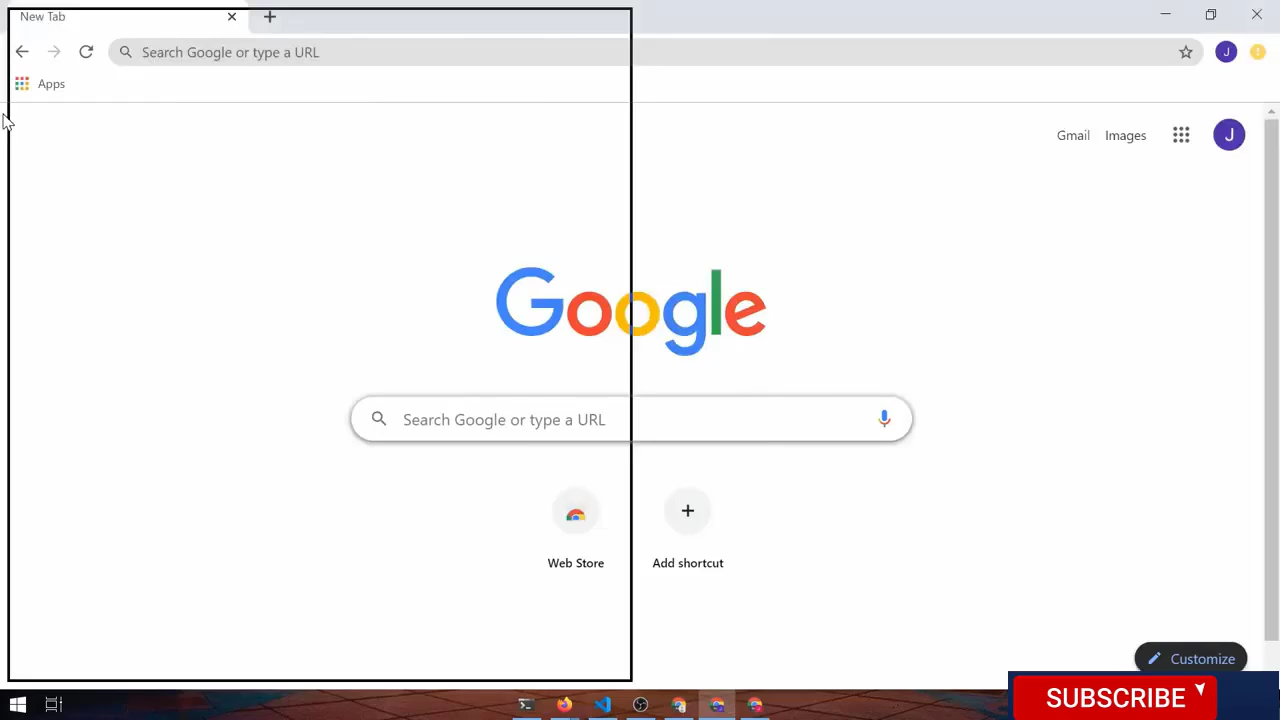 New Tab
Search Google or type a URL
Apps
Gmail Images J
Google
Search Google or type a URL
Web Store Add shortcut
Customize
SUBSCRIBE